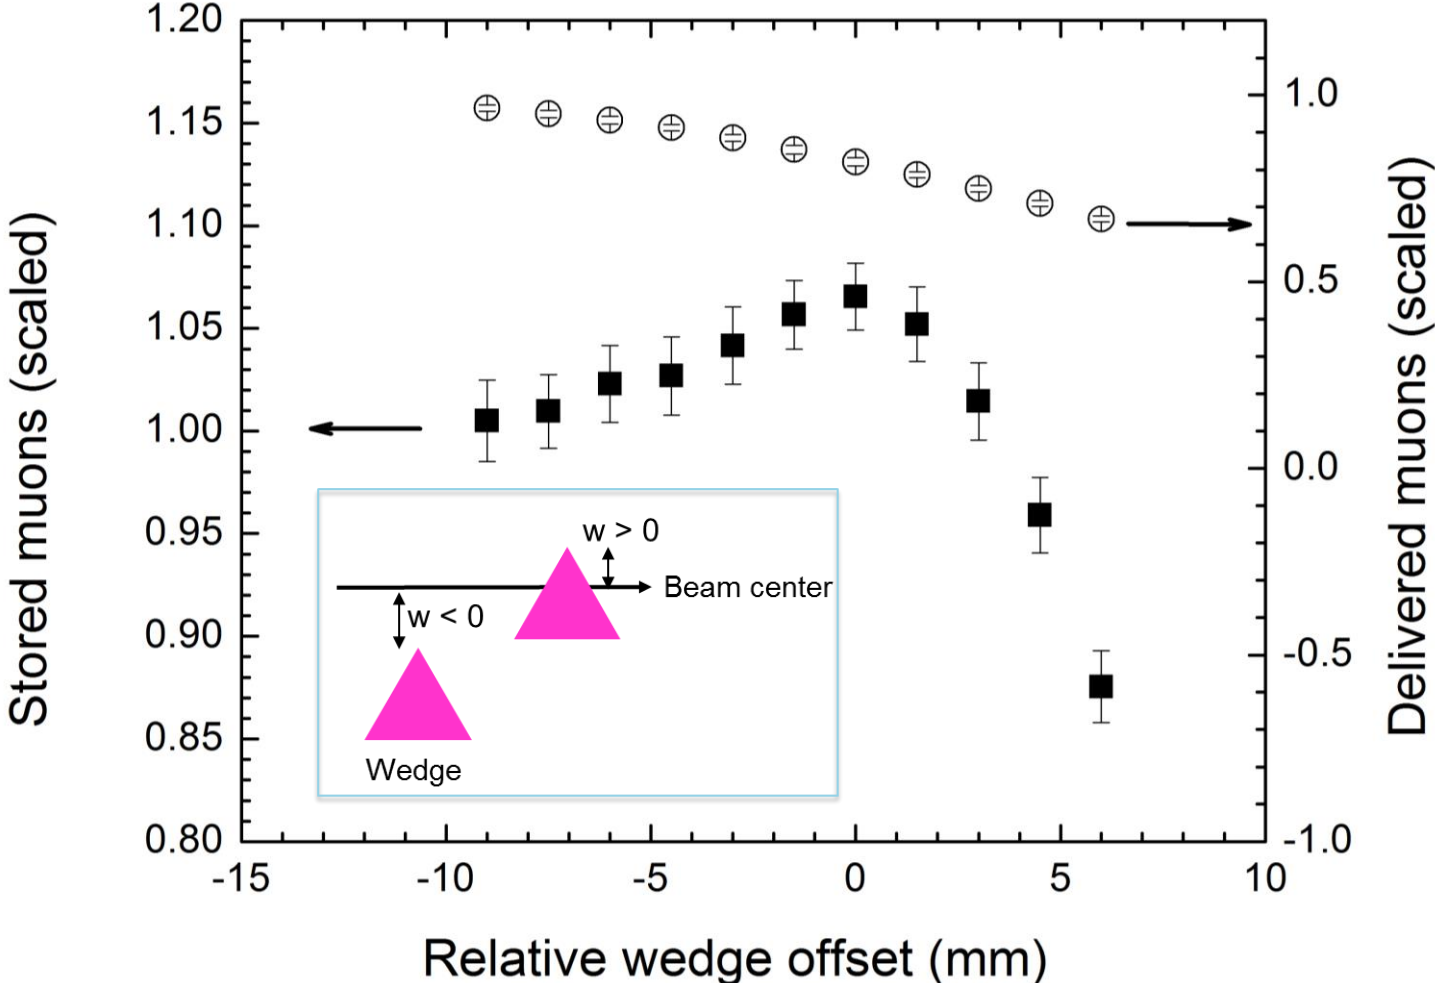 Stored muons (scaled)
1.20
1.15
1.10
1.05
1.00
0.95
0.90
0.85
0.80
1.0
0.5
0.0
-0.5
-1.0
Delivered muons (scaled)
w > 0
Beam center
w < 0
Wedge
-15
-10
-5
0
5
10
Relative wedge offset (mm)